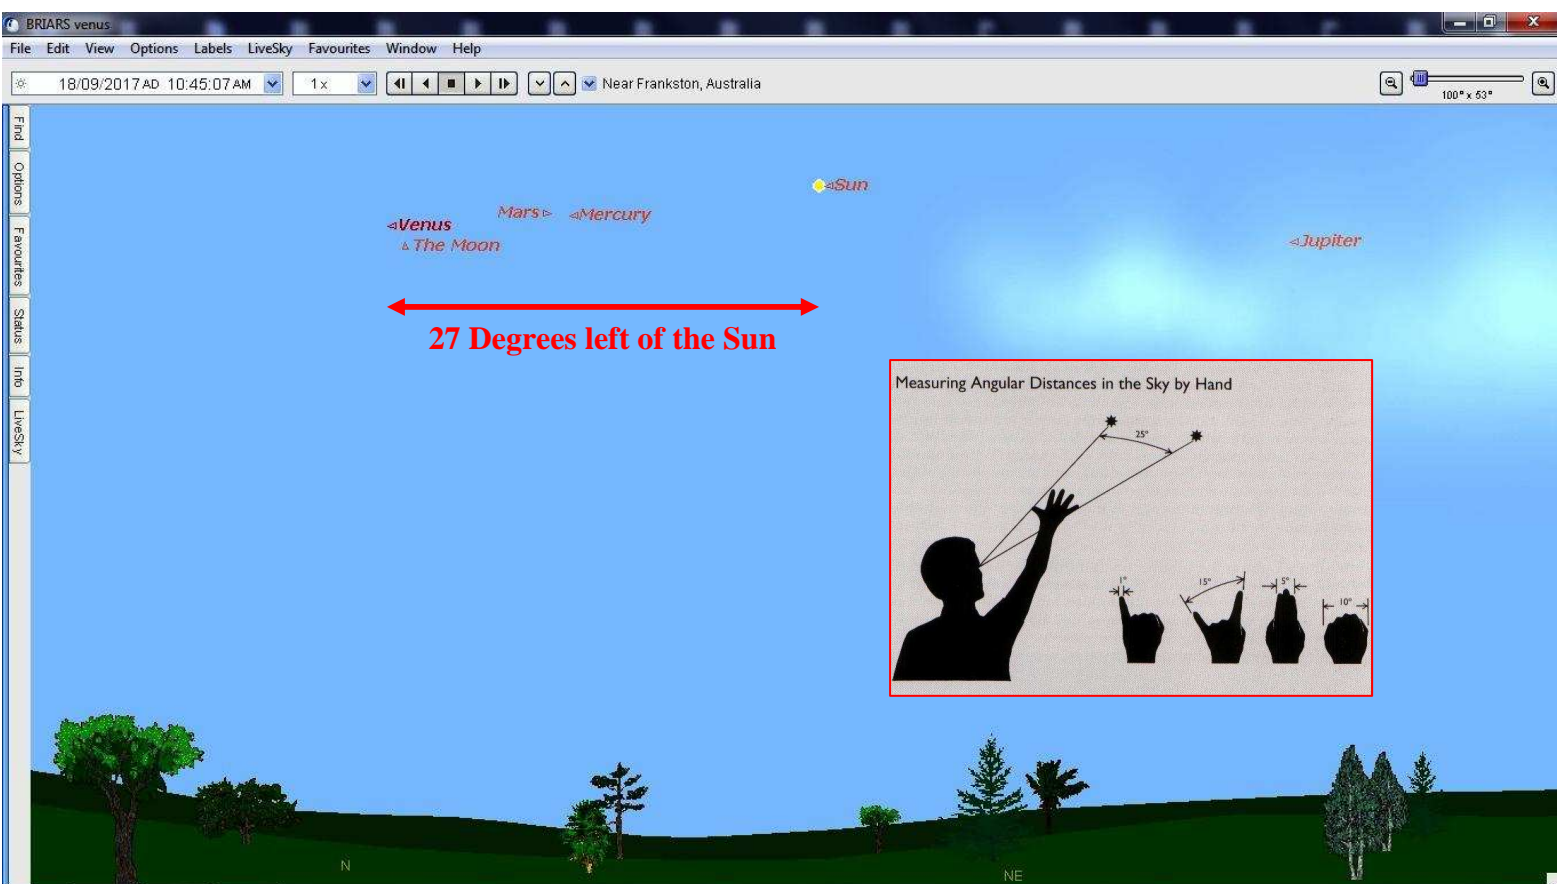 BRIARS venus
File Edit View Options Labels LiveSky Favourites Window Help
18/09/2017 AD 10:45:07 AM 1 x Near Frankston, Australia
100° x 53°
Find
Options
Favourites
Status
Info
LiveSky
Sun
Mars Mercury
Venus
The Moon
Jupiter
27 Degrees left of the Sun
Measuring Angular Distances in the Sky by Hand
25°
1° 15° 5° 10°
N
NE